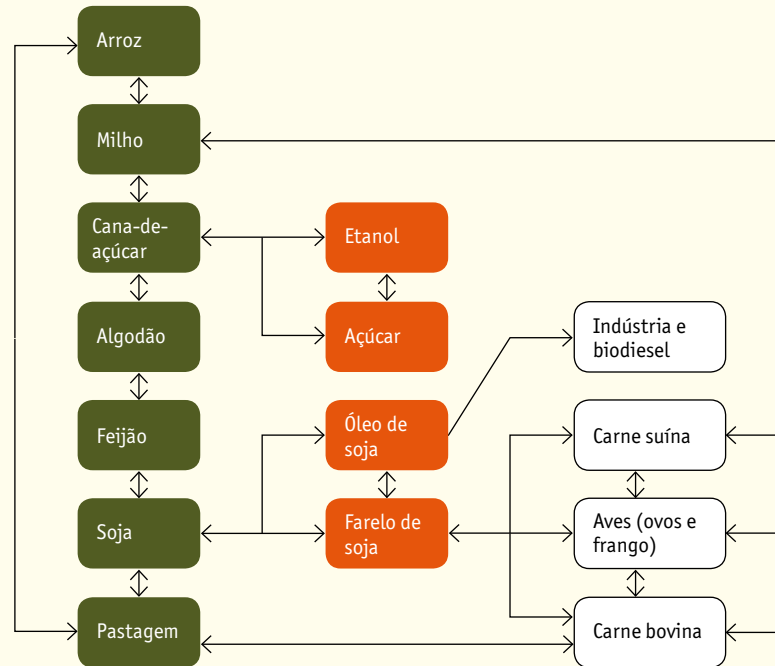 Arroz
Milho
Cana-de-
açúcar
Etanol
Algodão
Açúcar
Indústria e
biodiesel
Feijão
Óleo de
soja
Carne suína
Soja
Farelo de
soja
Aves (ovos e
frango)
Pastagem
Carne bovina